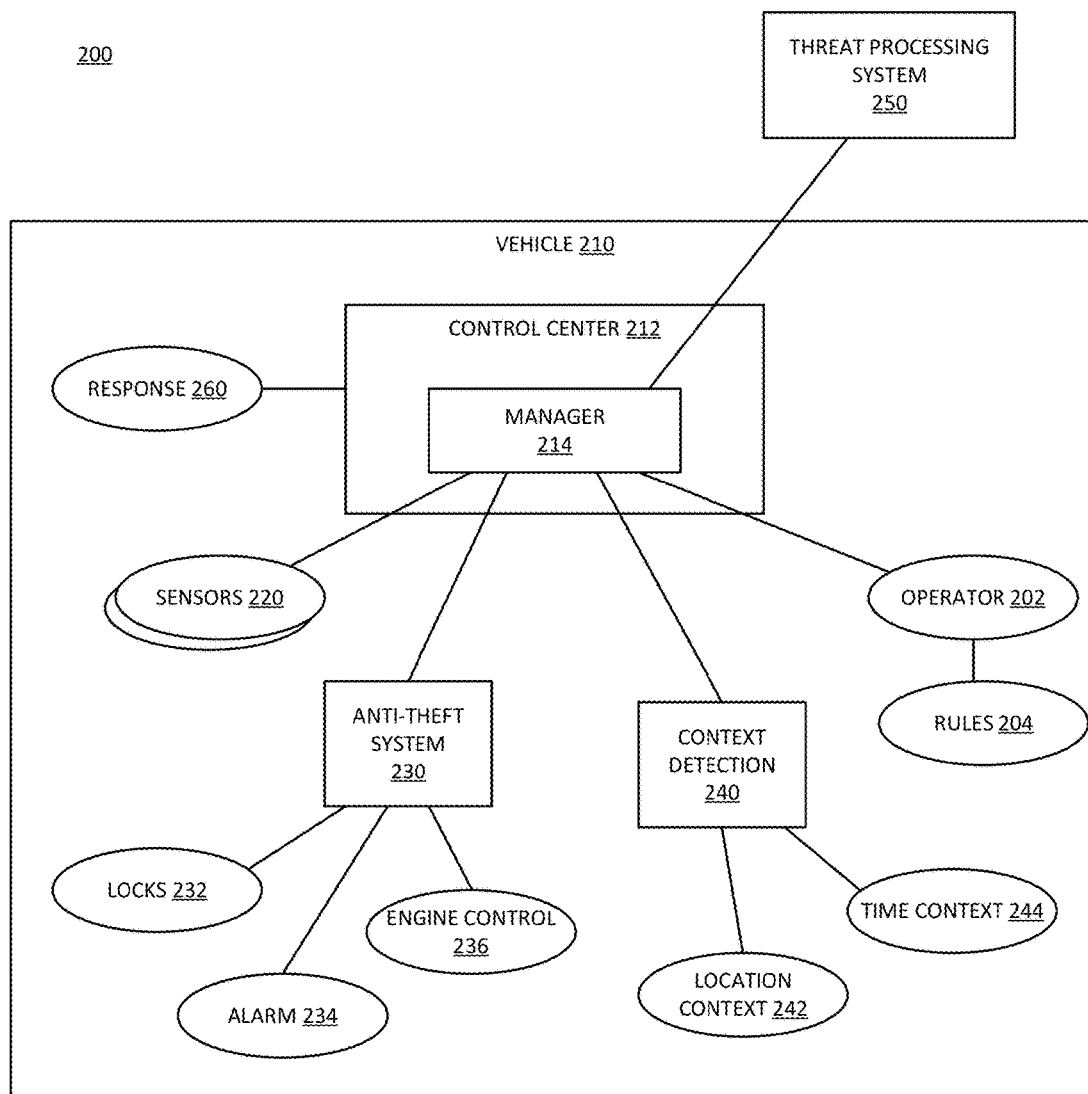 200
THREAT PROCESSING
SYSTEM
250
VEHICLE 210
CONTROL CENTER 212
RESPONSE 260
MANAGER
214
SENSORS 220
OPERATOR 202
RULES 204
ANTI-THEFT
SYSTEM
230
CONTEXT
DETECTION
240
LOCKS 232
ENGINE CONTROL
236
TIME CONTEXT 244
ALARM 234
LOCATION
CONTEXT 242